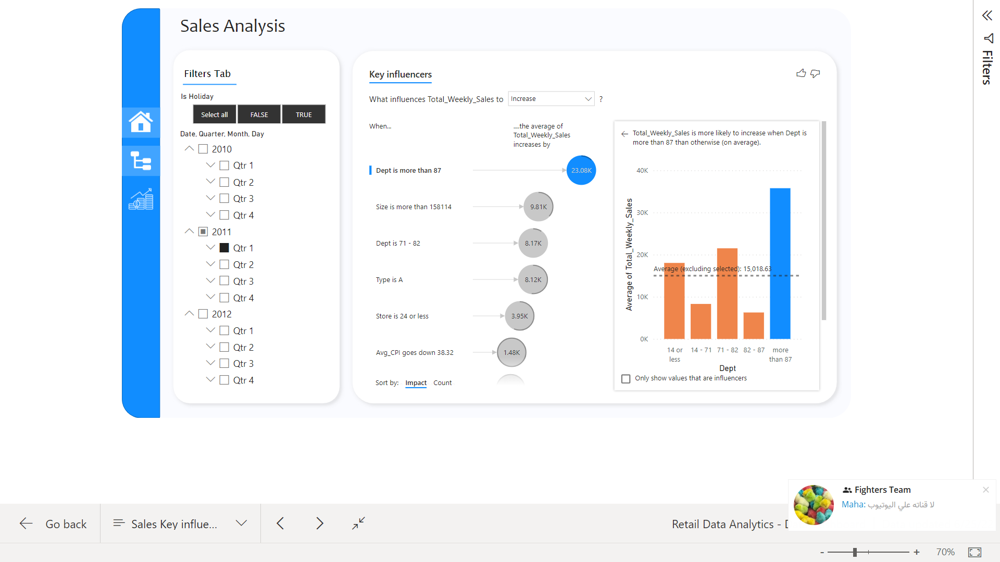 Sales Analysis
Filters Tab
Is Holiday
Select all
FALSE
TRUE
Date, Quarter, Month, Day
2010
Qtr 1
Qtr 2
Qtr 3
Qtr 4
2011
Qtr 1
Qtr 2
Qtr 3
Qtr 4
2012
Qtr 1
Qtr 2
Qtr 3
Qtr 4
Key influencers
What influences Total_Weekly_Sales to
Increase
?
When...
....the average of
Total_Weekly_Sales
increases by
Dept is more than 87
23.08K
Size is more than 158114
9.81K
Dept is 71 - 82
8.17K
Type is A
8.12K
Store is 24 or less
3.95K
Avg_CPI goes down 38.32
1.48K
Sort by:
Impact
Count
Total_Weekly_Sales is more likely to increase when Dept is
more than 87 than otherwise (on average).
Average of Total_Weekly_Sales
40K
30K
20K
10K
0K
Average (excluding selected): 15,018.63
14 or
less
14 - 71
71 - 82
82 - 87
more
than 87
Dept
Only show values that are influencers
Filters
Fighters Team
Maha: لا قناته علي اليوتيوب
Go back
Sales Key influe...
Retail Data Analytics -
- + 70%